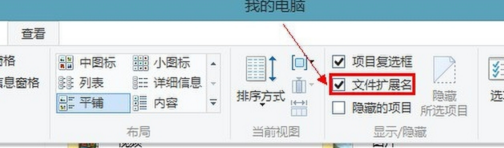 我的电脑
查看
中图标
小图标
列表
详细信息
息窗格
平铺
内容
布局
排序方式
当前视图
项目复选框
文件扩展名
隐藏的项目
隐藏
所选项目
显示/隐藏